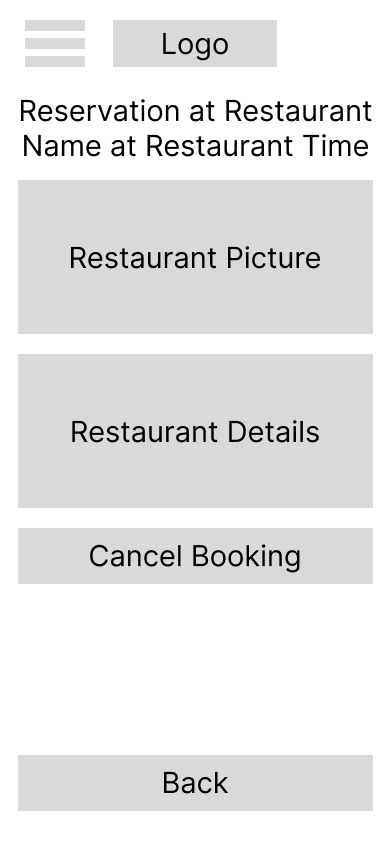 Logo
Reservation at Restaurant
Name at Restaurant Time
Restaurant Picture
Restaurant Details
Cancel Booking
Back